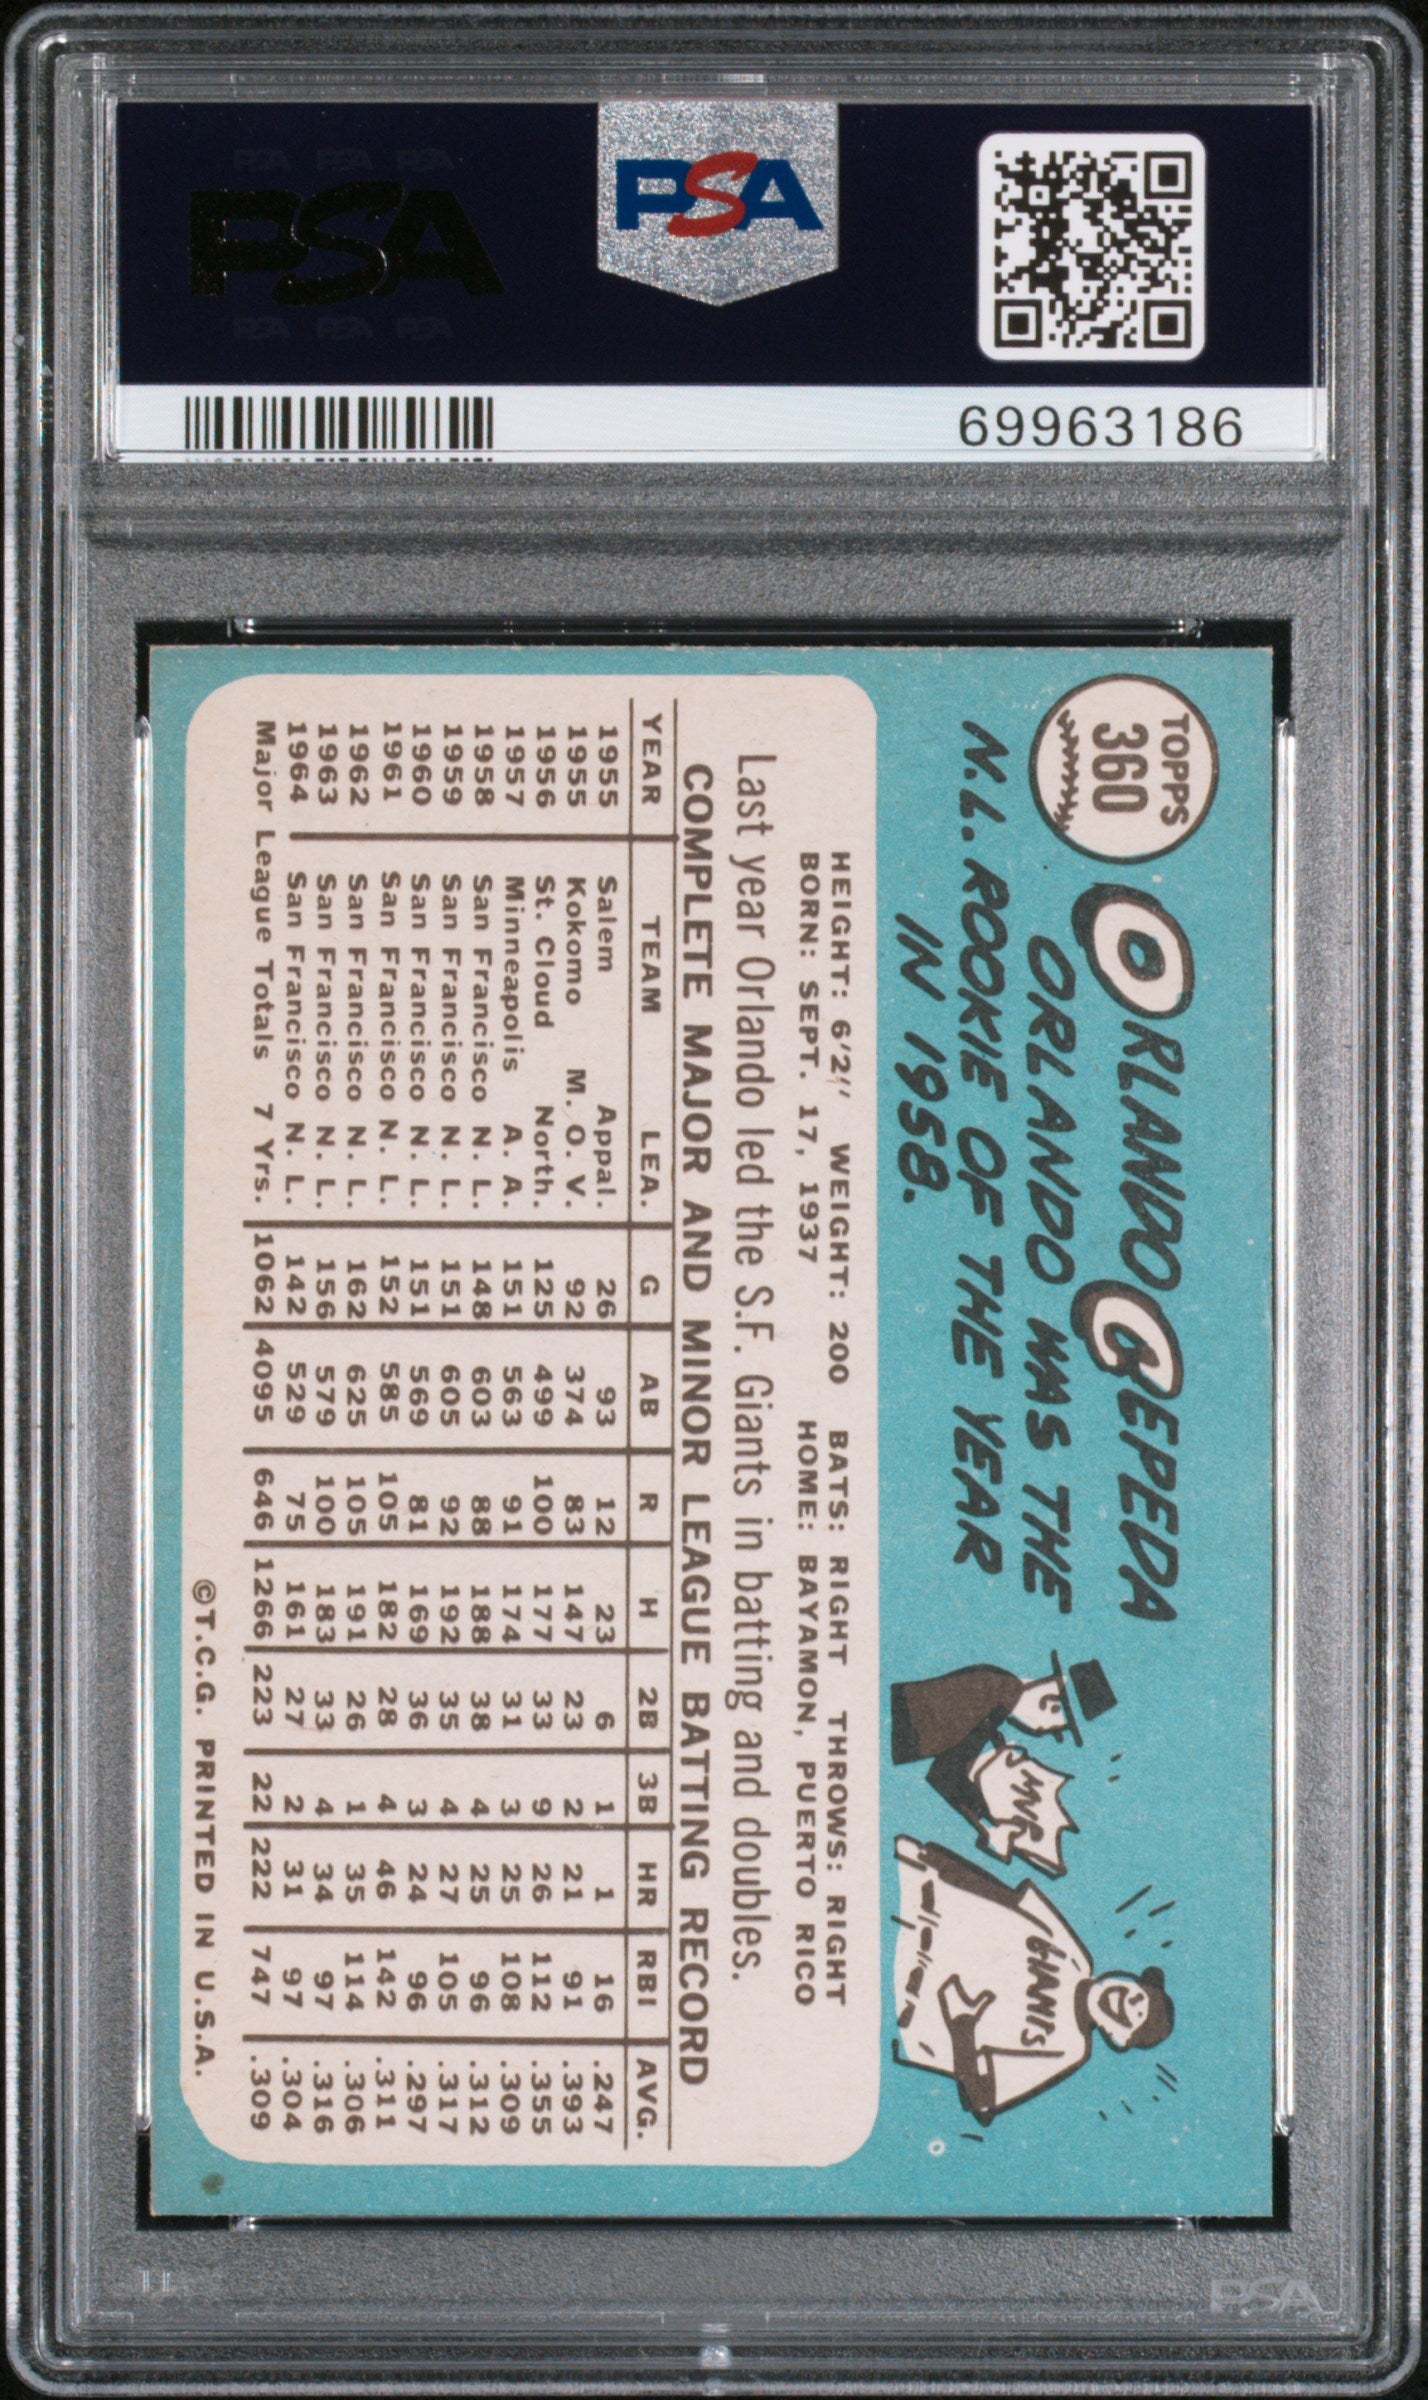 PSA PSA PSA
PSA
PSA PSA PSA
PSA
69963186
TOPPS
360
ORLANDO CEPEDA
ORLANDO WAS THE
N.L. ROOKIE OF THE YEAR
IN 1958.
MVP
GIANTS
HEIGHT: 6'2" WEIGHT: 200 BATS: RIGHT THROWS: RIGHT
BORN: SEPT. 17, 1937 HOME: BAYAMON, PUERTO RICO
Last year Orlando led the S.F. Giants in batting and doubles.
COMPLETE MAJOR AND MINOR LEAGUE BATTING RECORD
YEAR TEAM LEA. G AB R H 2B 3B HR RBI AVG.
1955 Salem Appal. 26 93 12 23 6 1 1 16 .247
1955 Kokomo M. O. V. 92 374 83 147 23 2 21 91 .393
1956 St. Cloud North. 125 499 100 177 33 9 26 112 .355
1957 Minneapolis A. A. 151 563 91 174 31 3 25 108 .309
1958 San Francisco N. L. 148 603 88 188 38 4 25 96 .312
1959 San Francisco N. L. 151 605 92 192 35 4 27 105 .317
1960 San Francisco N. L. 151 569 81 169 36 3 24 96 .297
1961 San Francisco N. L. 152 585 105 182 28 4 46 142 .311
1962 San Francisco N. L. 162 625 105 191 26 1 35 114 .306
1963 San Francisco N. L. 156 579 100 183 33 4 34 97 .316
1964 San Francisco N. L. 142 529 75 161 27 2 31 97 .304
Major League Totals 7 Yrs. 1062 4095 646 1266 223 22 222 747 .309
©T.C.G. PRINTED IN U.S.A.
PSA